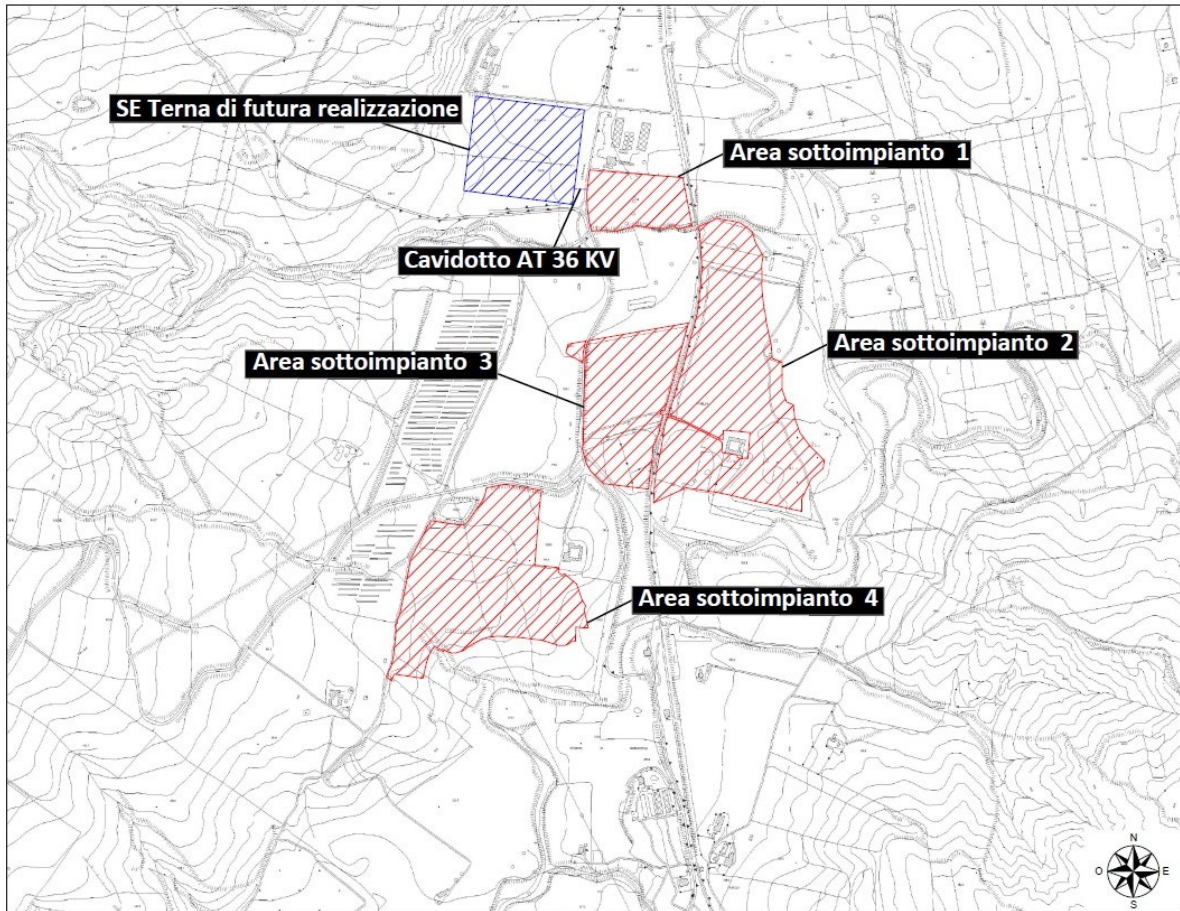 SE Terna di futura realizzazione
Area sottoimpianto 1
Cavidotto AT 36 KV
Area sottoimpianto 2
Area sottoimpianto 3
Area sottoimpianto 4
N
O E
S